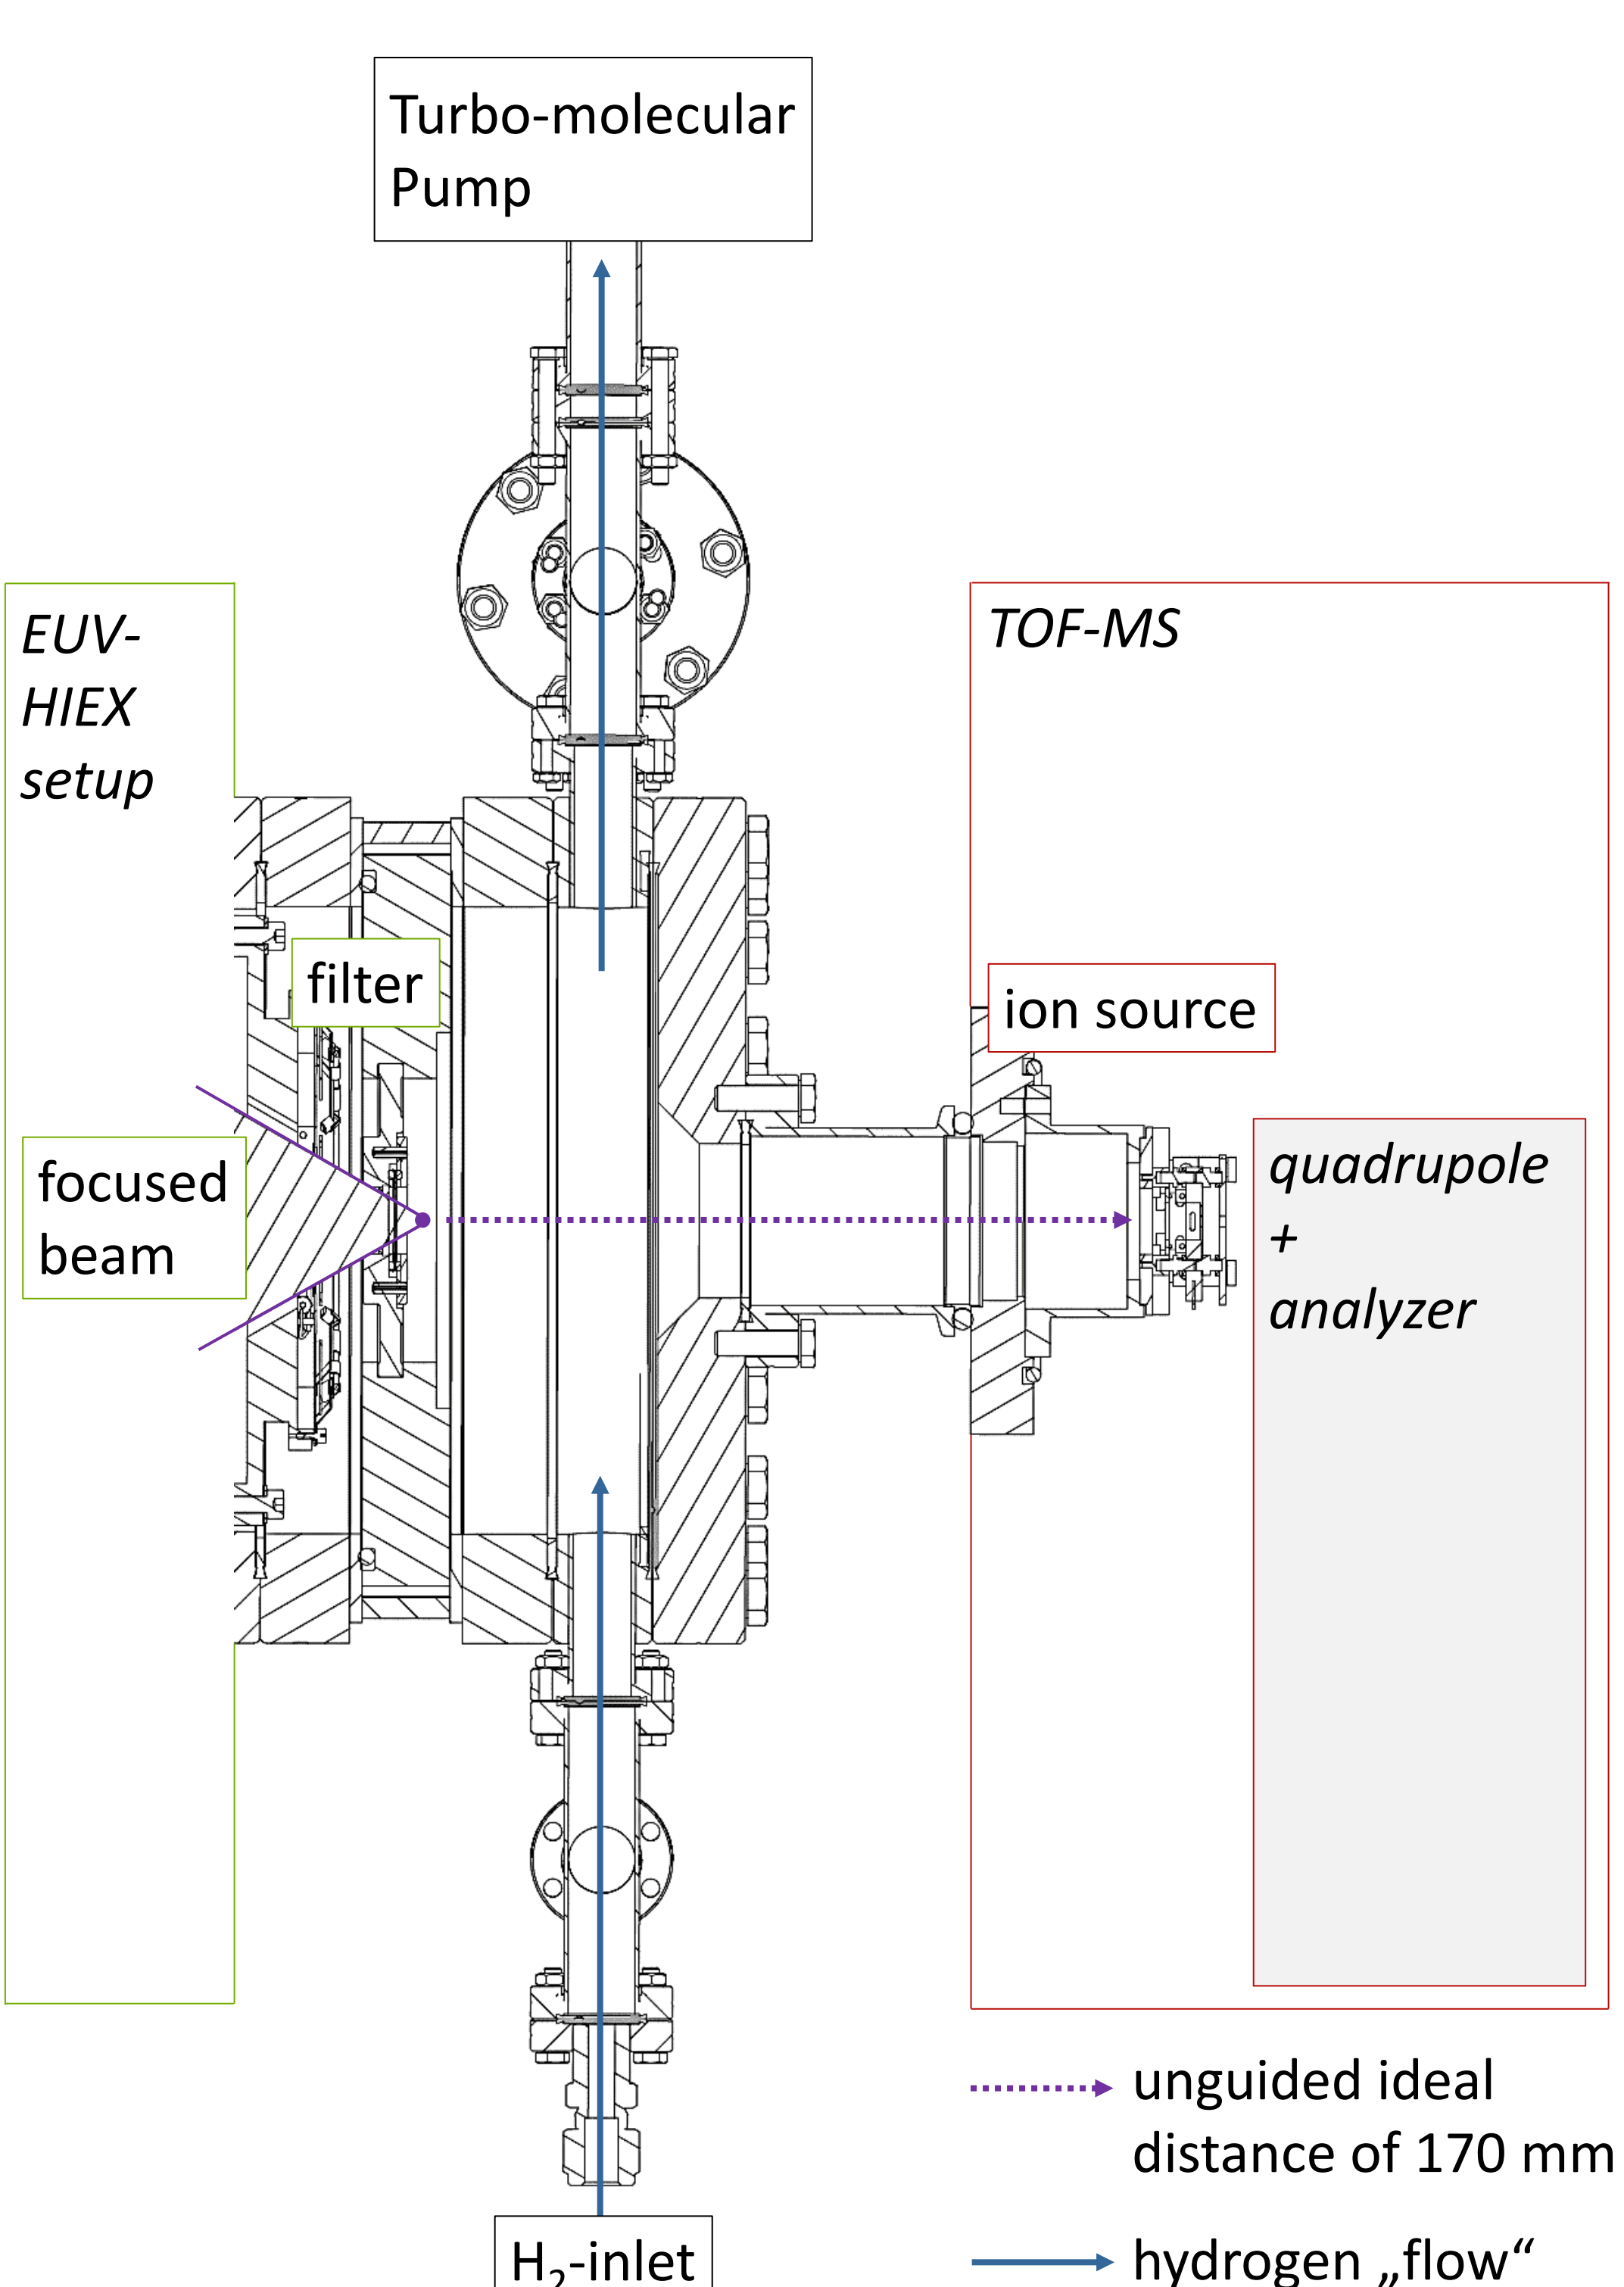 Turbo-molecular
Pump
EUV-
HIEX
setup
TOF-MS
filter
ion source
focused
beam
quadrupole
+
analyzer
unguided ideal
distance of 170 mm
H₂-inlet
hydrogen „flow“